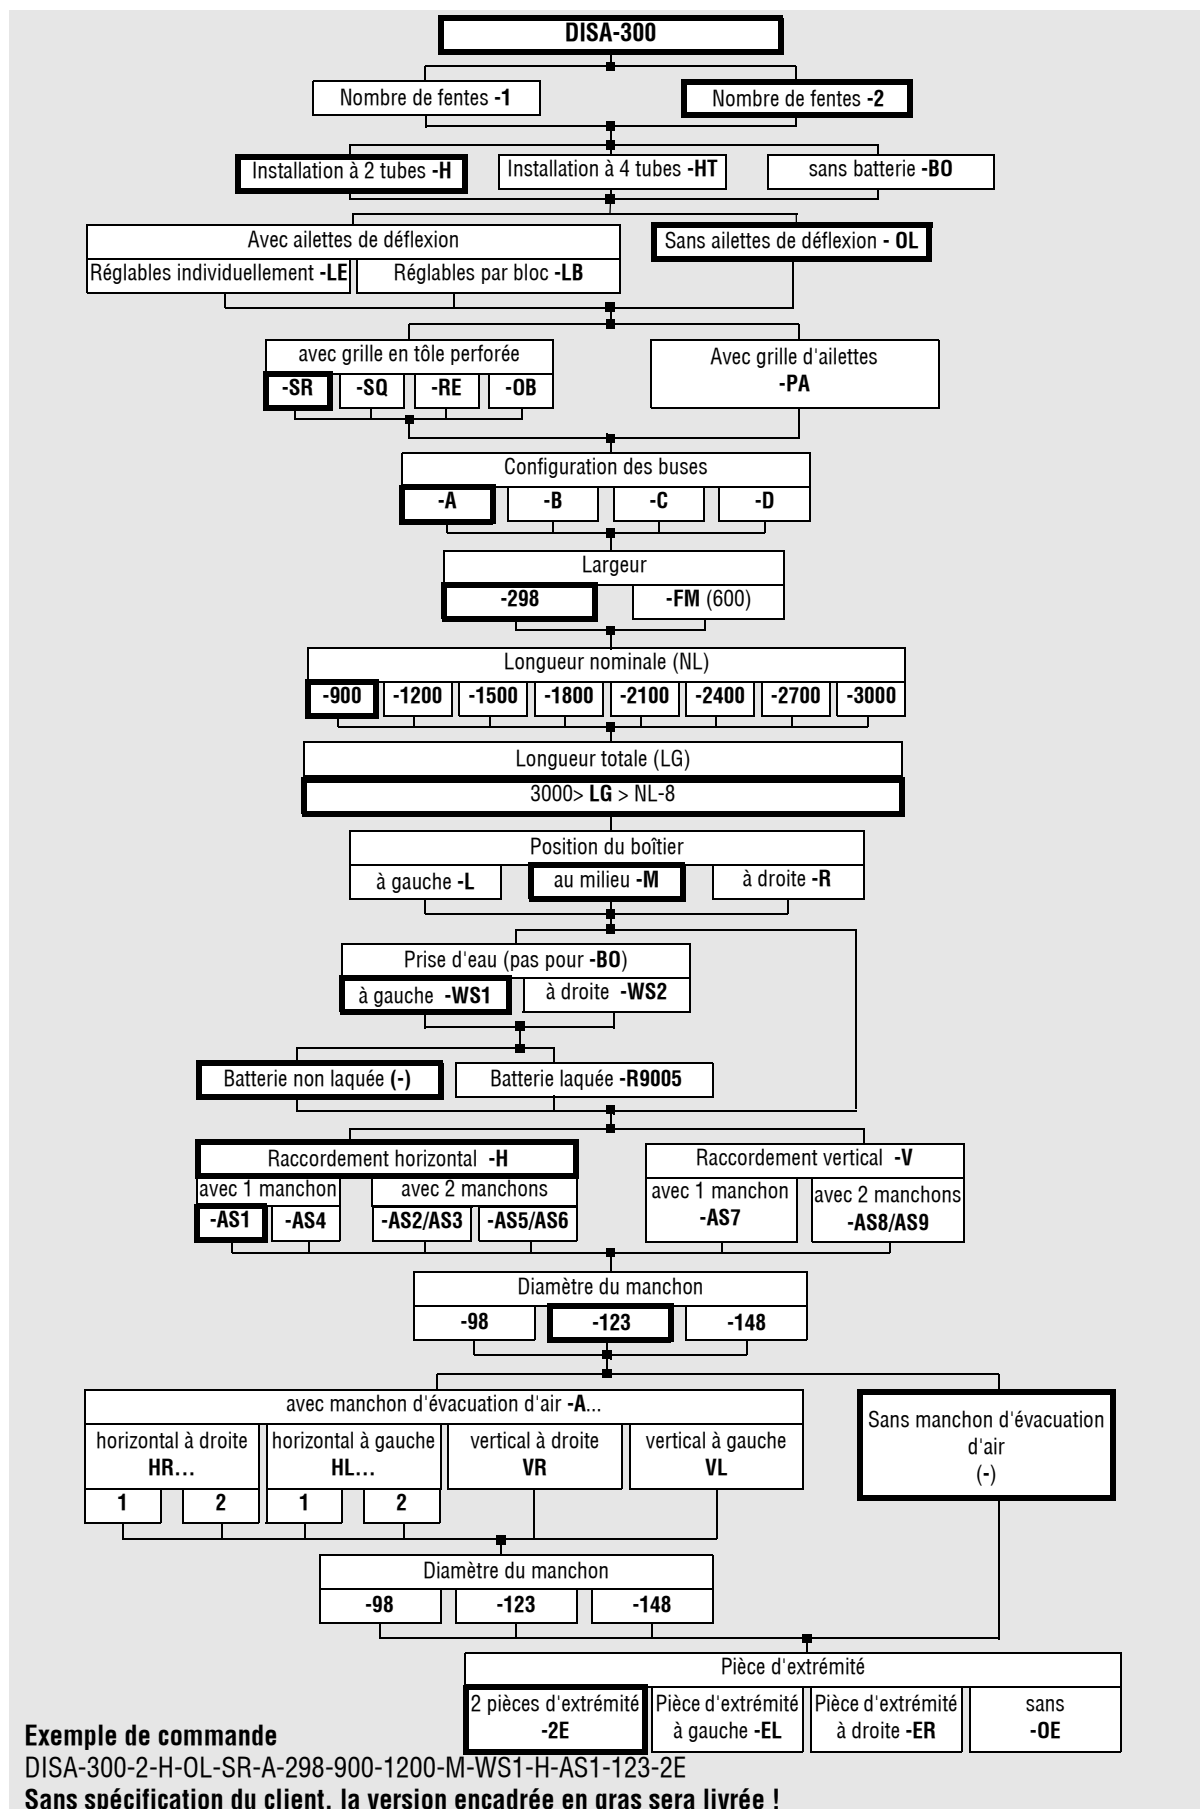 DISA-300
Nombre de fentes -1
Nombre de fentes -2
Installation à 2 tubes -H
Installation à 4 tubes -HT
sans batterie -BO
Avec ailettes de déflexion
Sans ailettes de déflexion - OL
Réglables individuellement -LE
Réglables par bloc -LB
avec grille en tôle perforée
-SR
-SQ
-RE
-OB
Avec grille d'ailettes
-PA
Configuration des buses
-A
-B
-C
-D
Largeur
-298
-FM (600)
Longueur nominale (NL)
-900
-1200
-1500
-1800
-2100
-2400
-2700
-3000
Longueur totale (LG)
3000> LG > NL-8
Position du boîtier
à gauche -L
au milieu -M
à droite -R
Prise d'eau (pas pour -BO)
à gauche -WS1
à droite -WS2
Batterie non laquée (-)
Batterie laquée -R9005
Raccordement horizontal -H
avec 1 manchon
avec 2 manchons
-AS1
-AS4
-AS2/AS3
-AS5/AS6
Raccordement vertical -V
avec 1 manchon
-AS7
avec 2 manchons
-AS8/AS9
Diamètre du manchon
-98
-123
-148
avec manchon d'évacuation d'air -A...
horizontal à droite
HR...
horizontal à gauche
HL...
vertical à droite
VR
vertical à gauche
VL
1
2
1
2
Sans manchon d'évacuation
d'air
(-)
Diamètre du manchon
-98
-123
-148
Pièce d'extrémité
2 pièces d'extrémité
-2E
Pièce d'extrémité
à gauche -EL
Pièce d'extrémité
à droite -ER
sans
-OE
Exemple de commande
DISA-300-2-H-OL-SR-A-298-900-1200-M-WS1-H-AS1-123-2E
Sans spécification du client, la version encadrée en gras sera livrée !